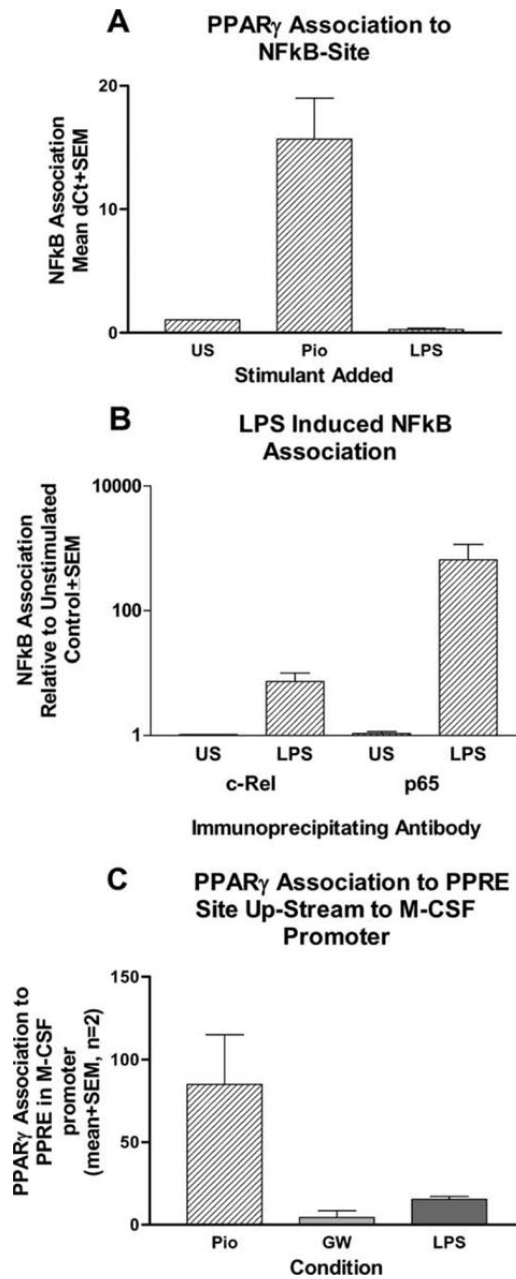 A
PPARγ Association to
NFkB-Site
NFkB Association
Mean dCt+SEM
20
10
0
US
Pio
LPS
Stimulant Added
B
LPS Induced NFkB
Association
NFkB Association
Relative to Unstimulated
Control±SEM
10000
100
1
US
LPS
US
LPS
c-Rel
p65
Immunoprecipitating Antibody
C
PPARγ Association to PPRE
Site Up-Stream to M-CSF
Promoter
PPARγ Association to
PPRE in M-CSF
promoter
(mean+SEM, n=2)
150
100
50
0
Pio
GW
LPS
Condition